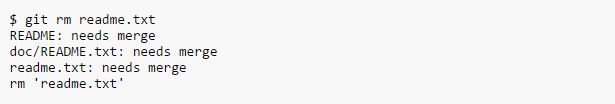 $ git rm readme.txt
README: needs merge
doc/README.txt: needs merge
readme.txt: needs merge
rm 'readme.txt'